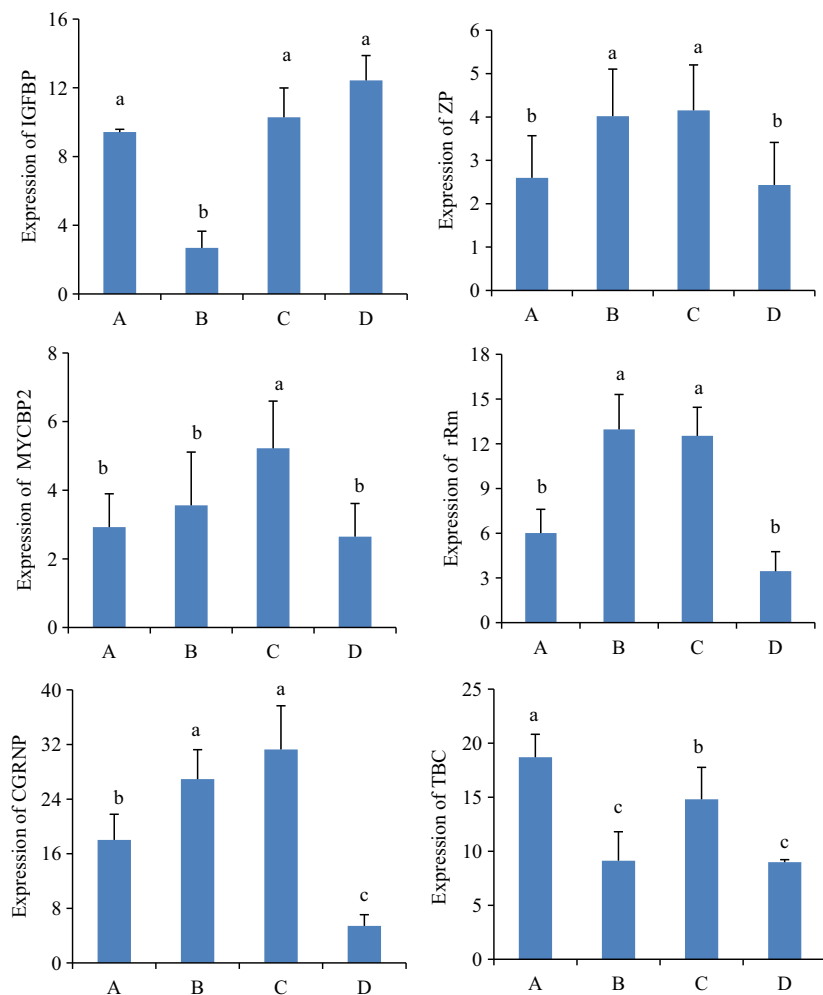 Expression of IGFBP
16
12
8
4
0
a
b
a
a
A
B
C
D
Expression of ZP
6
5
4
3
2
1
0
b
a
a
b
A
B
C
D
Expression of MYCBP2
8
6
4
2
0
b
b
a
b
A
B
C
D
Expression of rRm
18
15
12
9
6
3
0
b
a
a
b
A
B
C
D
Expression of CGRNP
40
32
24
16
8
0
b
a
a
c
A
B
C
D
Expression of TBC
25
20
15
10
5
0
a
c
b
c
A
B
C
D